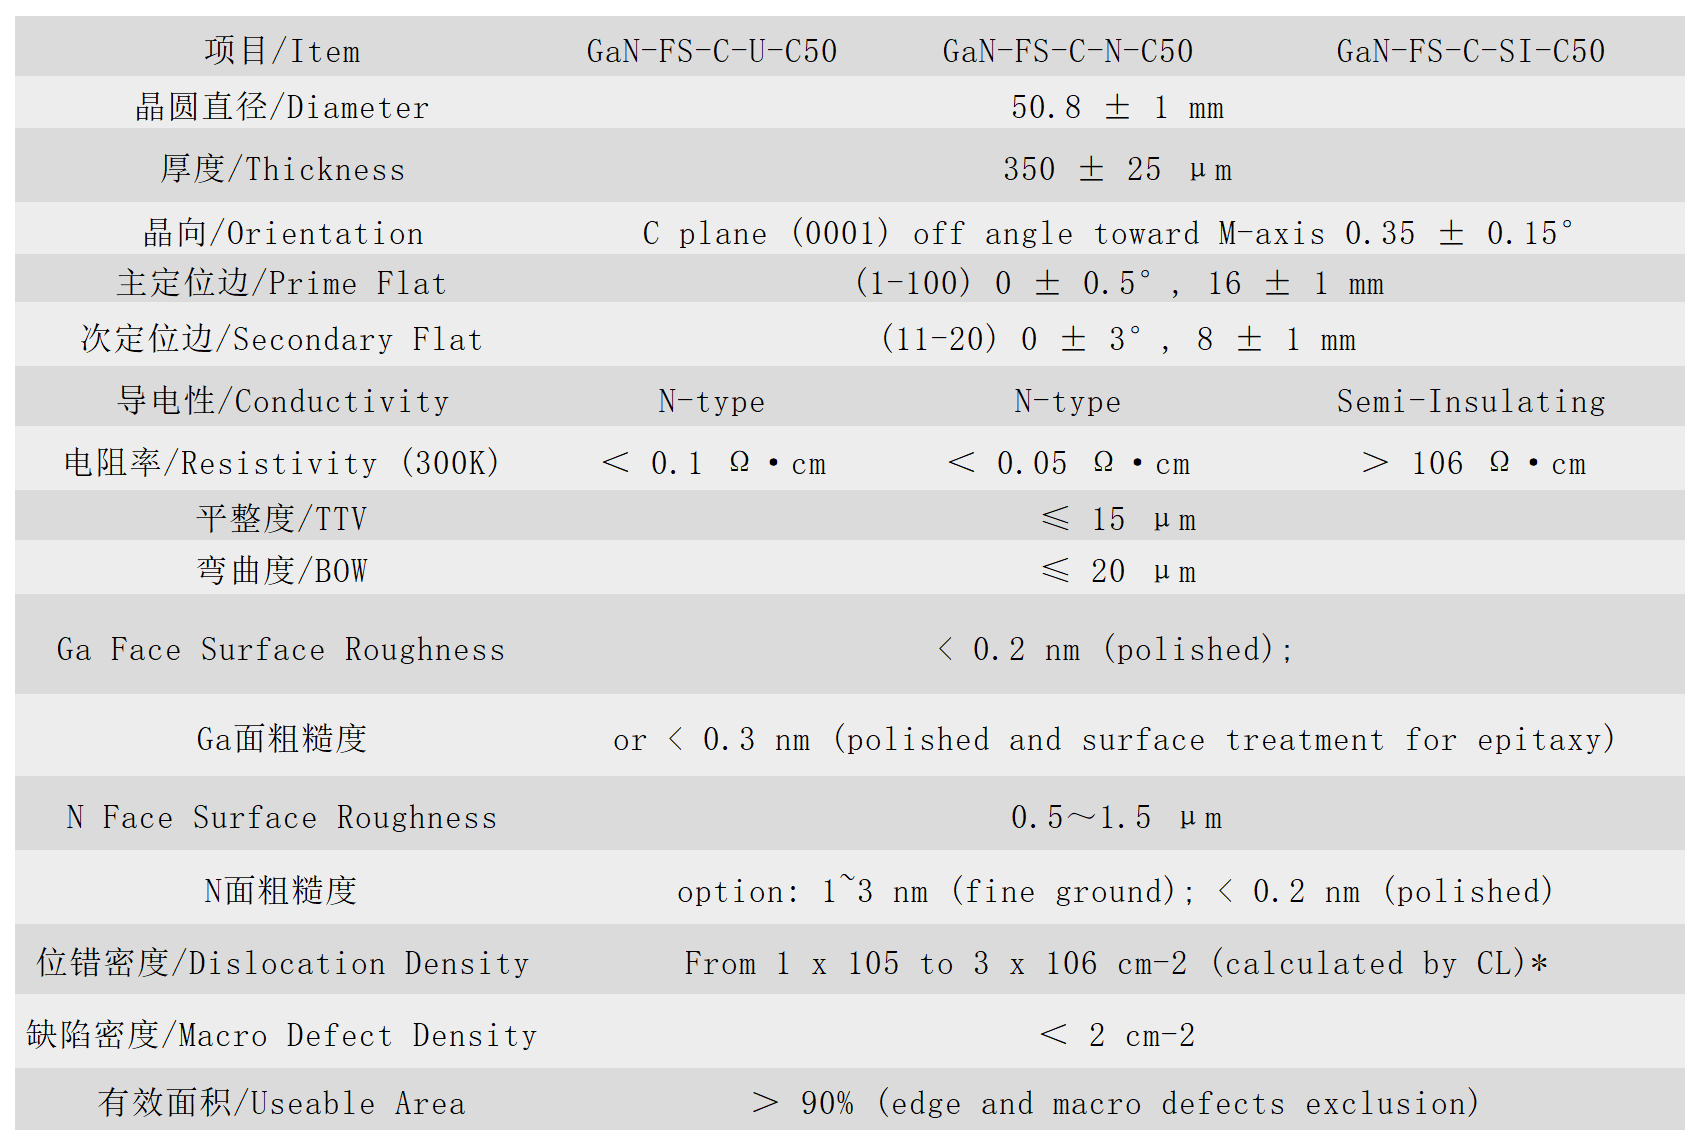 项目/Item GaN-FS-C-U-C50 GaN-FS-C-N-C50 GaN-FS-C-SI-C50
晶圆直径/Diameter 50.8 ± 1 mm
厚度/Thickness 350 ± 25 μm
晶向/Orientation C plane (0001) off angle toward M-axis 0.35 ± 0.15°
主定位边/Prime Flat (1-100) 0 ± 0.5°, 16 ± 1 mm
次定位边/Secondary Flat (11-20) 0 ± 3°, 8 ± 1 mm
导电性/Conductivity N-type N-type Semi-Insulating
电阻率/Resistivity (300K) < 0.1 Ω·cm < 0.05 Ω·cm > 106 Ω·cm
平整度/TTV ≤ 15 μm
弯曲度/BOW ≤ 20 μm
Ga Face Surface Roughness < 0.2 nm (polished);
Ga面粗糙度 or < 0.3 nm (polished and surface treatment for epitaxy)
N Face Surface Roughness 0.5～1.5 μm
N面粗糙度 option: 1~3 nm (fine ground); < 0.2 nm (polished)
位错密度/Dislocation Density From 1 x 105 to 3 x 106 cm-2 (calculated by CL)*
缺陷密度/Macro Defect Density < 2 cm-2
有效面积/Useable Area > 90% (edge and macro defects exclusion)